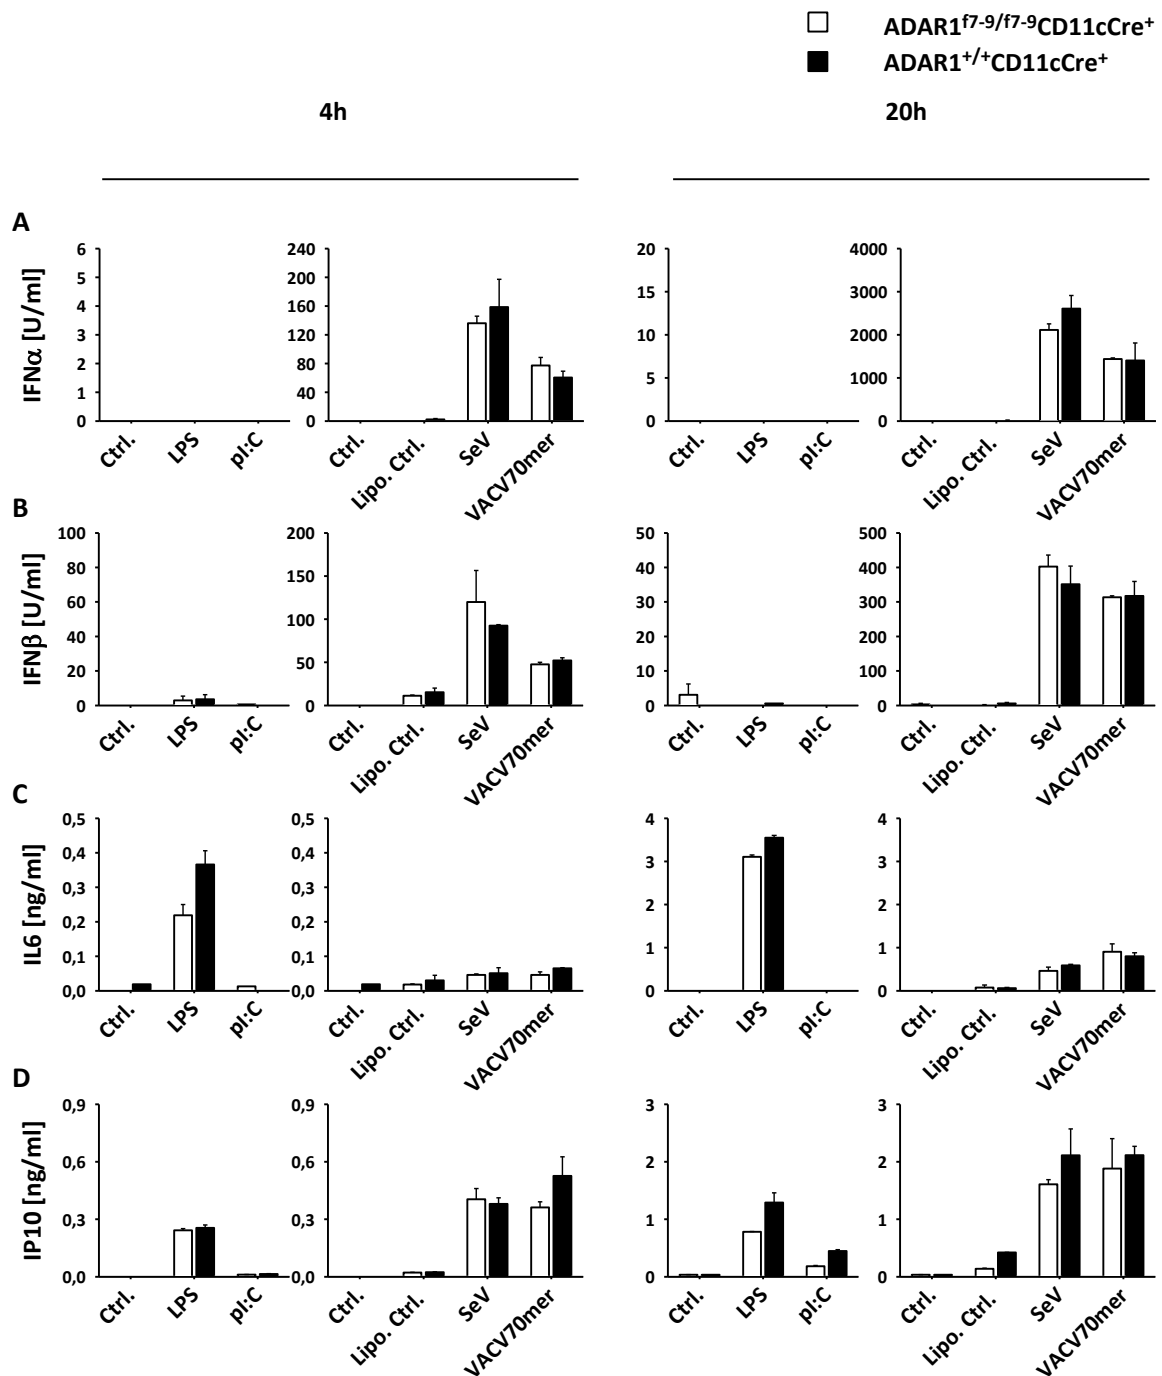 ADAR1f7-9/f7-9CD11cCre+
ADAR1+/+CD11cCre+
4h
20h
A
IFNα [U/ml]
6
5
4
3
2
1
0
Ctrl.
LPS
pI:C
240
200
160
120
80
40
0
Ctrl.
Lipo. Ctrl.
SeV
VACV70mer
20
15
10
5
0
Ctrl.
LPS
pI:C
4000
3000
2000
1000
0
Ctrl.
Lipo. Ctrl.
SeV
VACV70mer
B
IFNβ [U/ml]
100
80
60
40
20
0
Ctrl.
LPS
pI:C
200
150
100
50
0
Ctrl.
Lipo. Ctrl.
SeV
VACV70mer
50
40
30
20
10
0
Ctrl.
LPS
pI:C
500
400
300
200
100
0
Ctrl.
Lipo. Ctrl.
SeV
VACV70mer
C
IL6 [ng/ml]
0,5
0,4
0,3
0,2
0,1
0,0
Ctrl.
LPS
pI:C
0,5
0,4
0,3
0,2
0,1
0,0
Ctrl.
Lipo. Ctrl.
SeV
VACV70mer
4
3
2
1
0
Ctrl.
LPS
pI:C
4
3
2
1
0
Ctrl.
Lipo. Ctrl.
SeV
VACV70mer
D
IP10 [ng/ml]
0,9
0,6
0,3
0,0
Ctrl.
LPS
pI:C
0,9
0,6
0,3
0,0
Ctrl.
Lipo. Ctrl.
SeV
VACV70mer
3
2
1
0
Ctrl.
LPS
pI:C
3
2
1
0
Ctrl.
Lipo. Ctrl.
SeV
VACV70mer